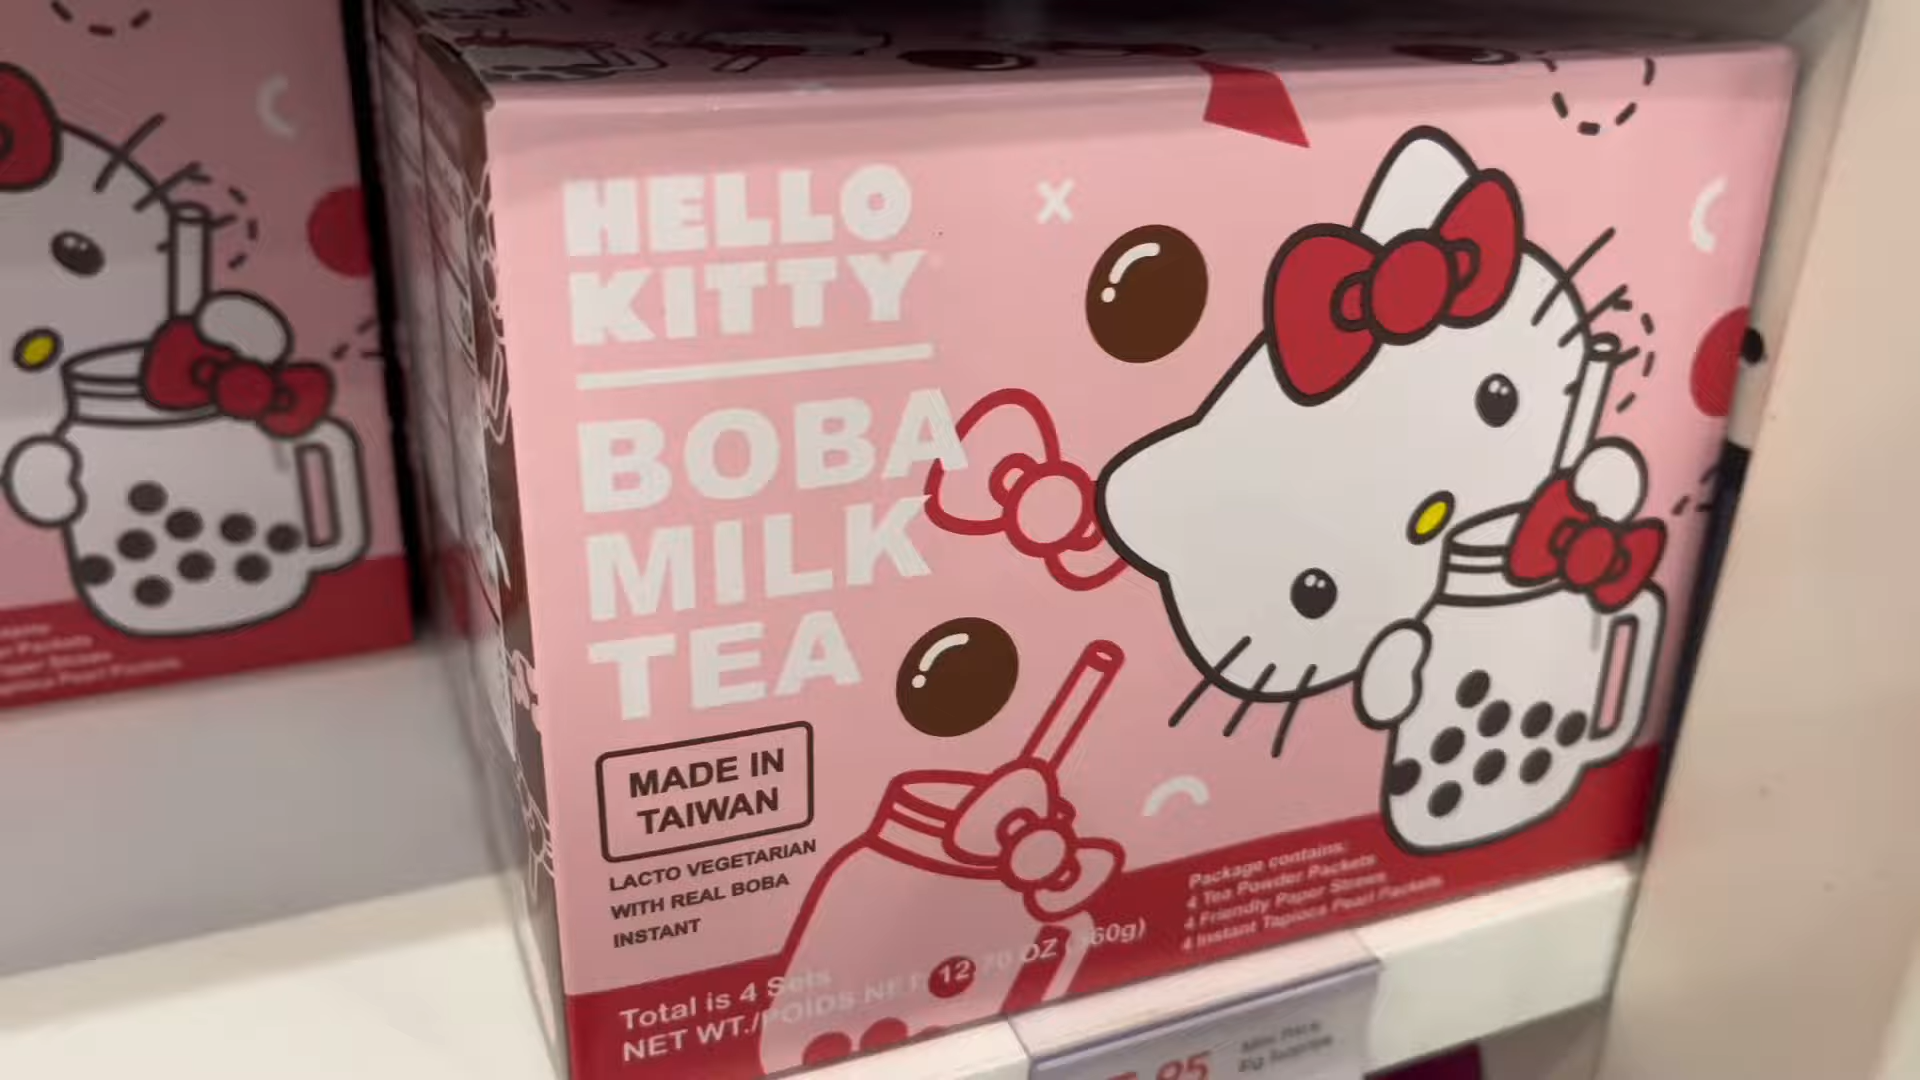 HELLO
KITTY
BOBA
MILK
TEA
MADE IN
TAIWAN
LACTO VEGETARIAN
WITH REAL BOBA
INSTANT
Total is 4 Sets
NET WT./POIDS NET 12.70 OZ (360g)
Package contains:
4 Tea Powder Packets
4 Friendly Paper Straws
4 Instant Tapioca Pearl Packets